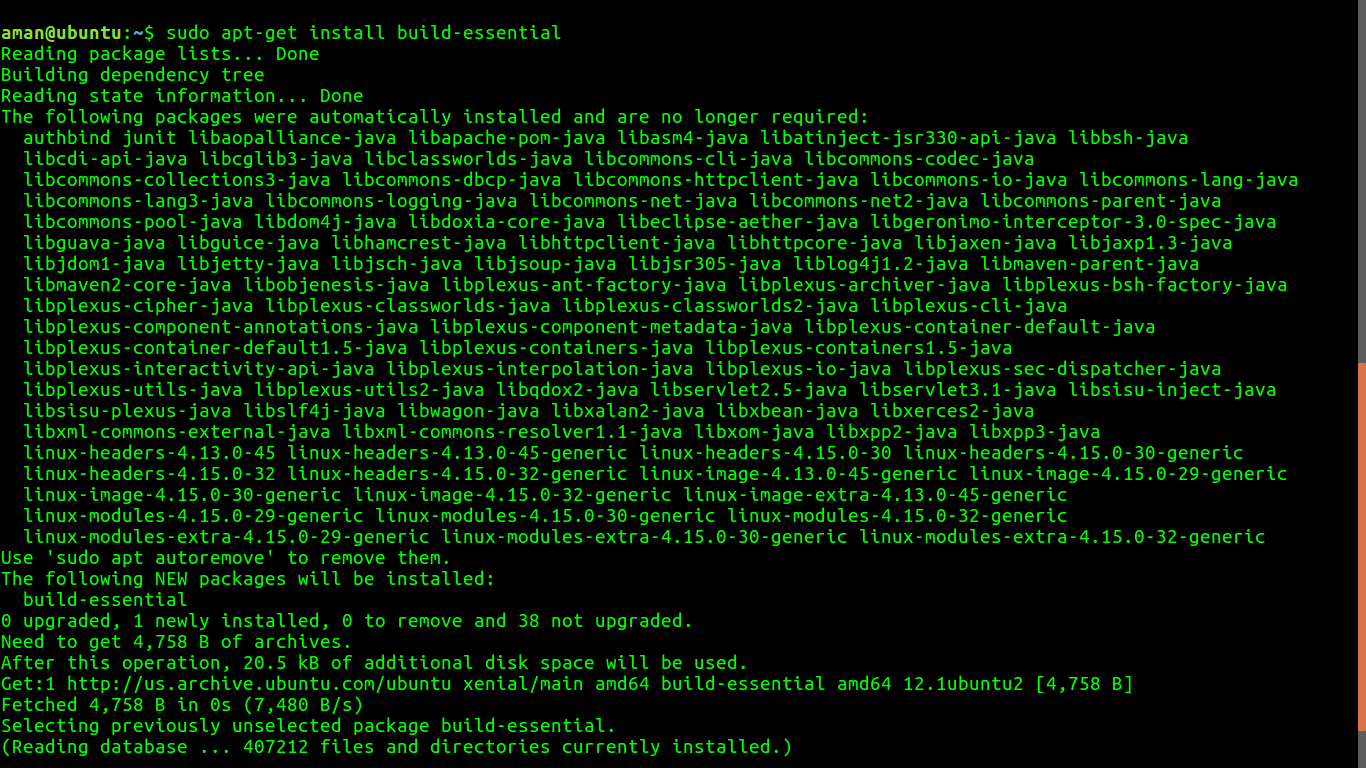 aman@ubuntu:~$ sudo apt-get install build-essential
Reading package lists... Done
Building dependency tree
Reading state information... Done
The following packages were automatically installed and are no longer required:
  authbind junit libaopalliance-java libapache-pom-java libasm4-java libatinject-jsr330-api-java libbsh-java
  libcdi-api-java libcglib3-java libclassworlds-java libcommons-cli-java libcommons-codec-java
  libcommons-collections3-java libcommons-dbcp-java libcommons-httpclient-java libcommons-io-java libcommons-lang-java
  libcommons-lang3-java libcommons-logging-java libcommons-net-java libcommons-net2-java libcommons-parent-java
  libcommons-pool-java libdom4j-java libdoxia-core-java libeclipse-aether-java libgeronimo-interceptor-3.0-spec-java
  libguava-java libguice-java libhamcrest-java libhttpclient-java libhttpcore-java libjaxen-java libjaxp1.3-java
  libjdom1-java libjetty-java libjsch-java libjsoup-java libjsr305-java liblog4j1.2-java libmaven-parent-java
  libmaven2-core-java libobjenesis-java libplexus-ant-factory-java libplexus-archiver-java libplexus-bsh-factory-java
  libplexus-cipher-java libplexus-classworlds-java libplexus-classworlds2-java libplexus-cli-java
  libplexus-component-annotations-java libplexus-component-metadata-java libplexus-container-default-java
  libplexus-container-default1.5-java libplexus-containers-java libplexus-containers1.5-java
  libplexus-interactivity-api-java libplexus-interpolation-java libplexus-io-java libplexus-sec-dispatcher-java
  libplexus-utils-java libplexus-utils2-java libqdox2-java libservlet2.5-java libservlet3.1-java libsisu-inject-java
  libsisu-plexus-java libslf4j-java libwagon-java libxalan2-java libxbean-java libxerces2-java
  libxml-commons-external-java libxml-commons-resolver1.1-java libxom-java libxpp2-java libxpp3-java
  linux-headers-4.13.0-45 linux-headers-4.13.0-45-generic linux-headers-4.15.0-30 linux-headers-4.15.0-30-generic
  linux-headers-4.15.0-32 linux-headers-4.15.0-32-generic linux-image-4.13.0-45-generic linux-image-4.15.0-29-generic
  linux-image-4.15.0-30-generic linux-image-4.15.0-32-generic linux-image-extra-4.13.0-45-generic
  linux-modules-4.15.0-29-generic linux-modules-4.15.0-30-generic linux-modules-4.15.0-32-generic
  linux-modules-extra-4.15.0-29-generic linux-modules-extra-4.15.0-30-generic linux-modules-extra-4.15.0-32-generic
Use 'sudo apt autoremove' to remove them.
The following NEW packages will be installed:
  build-essential
0 upgraded, 1 newly installed, 0 to remove and 38 not upgraded.
Need to get 4,758 B of archives.
After this operation, 20.5 kB of additional disk space will be used.
Get:1 http://us.archive.ubuntu.com/ubuntu xenial/main amd64 build-essential amd64 12.1ubuntu2 [4,758 B]
Fetched 4,758 B in 0s (7,480 B/s)
Selecting previously unselected package build-essential.
(Reading database ... 407212 files and directories currently installed.)